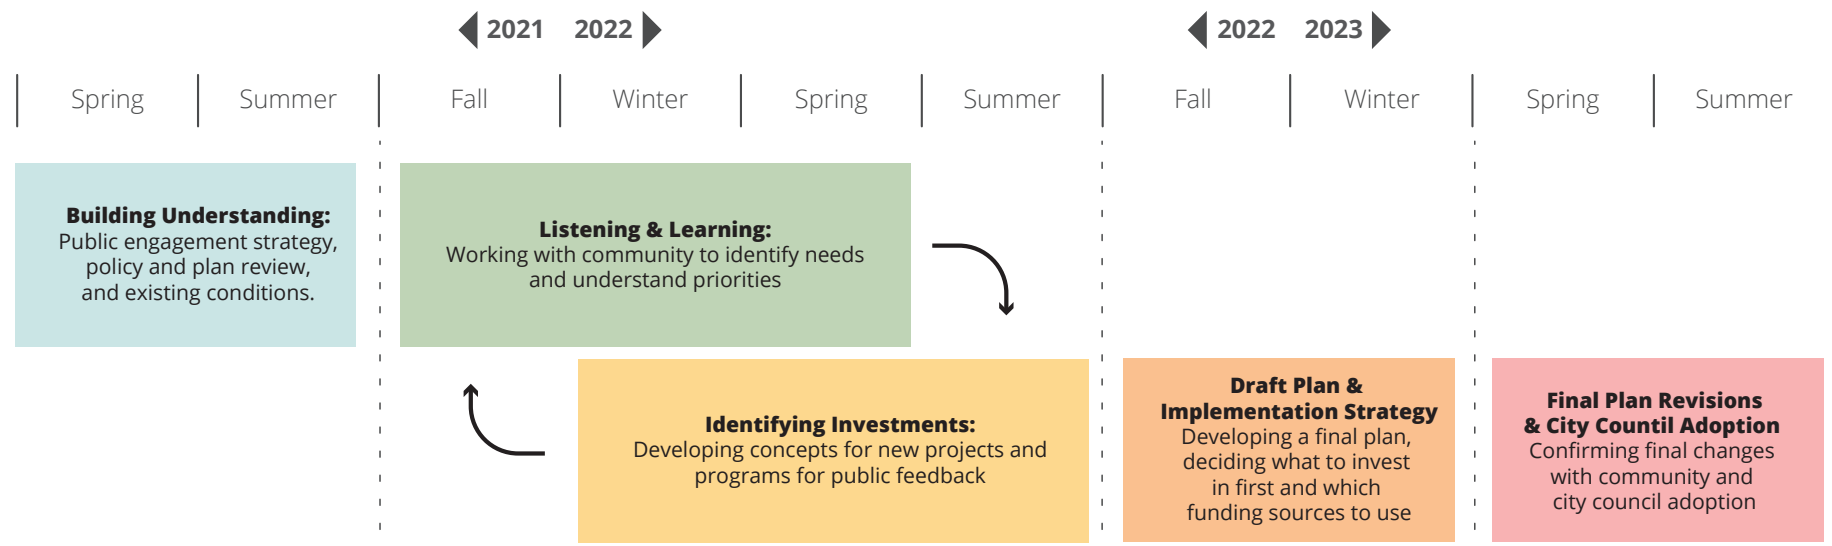 2021 2022
2022 2023
Spring
Summer
Fall
Winter
Spring
Summer
Fall
Winter
Spring
Summer
Building Understanding:
Public engagement strategy,
policy and plan review,
and existing conditions.
Listening & Learning:
Working with community to identify needs
and understand priorities
Identifying Investments:
Developing concepts for new projects and
programs for public feedback
Draft Plan &
Implementation Strategy
Developing a final plan,
deciding what to invest
in first and which
funding sources to use
Final Plan Revisions
& City Countil Adoption
Confirming final changes
with community and
city council adoption